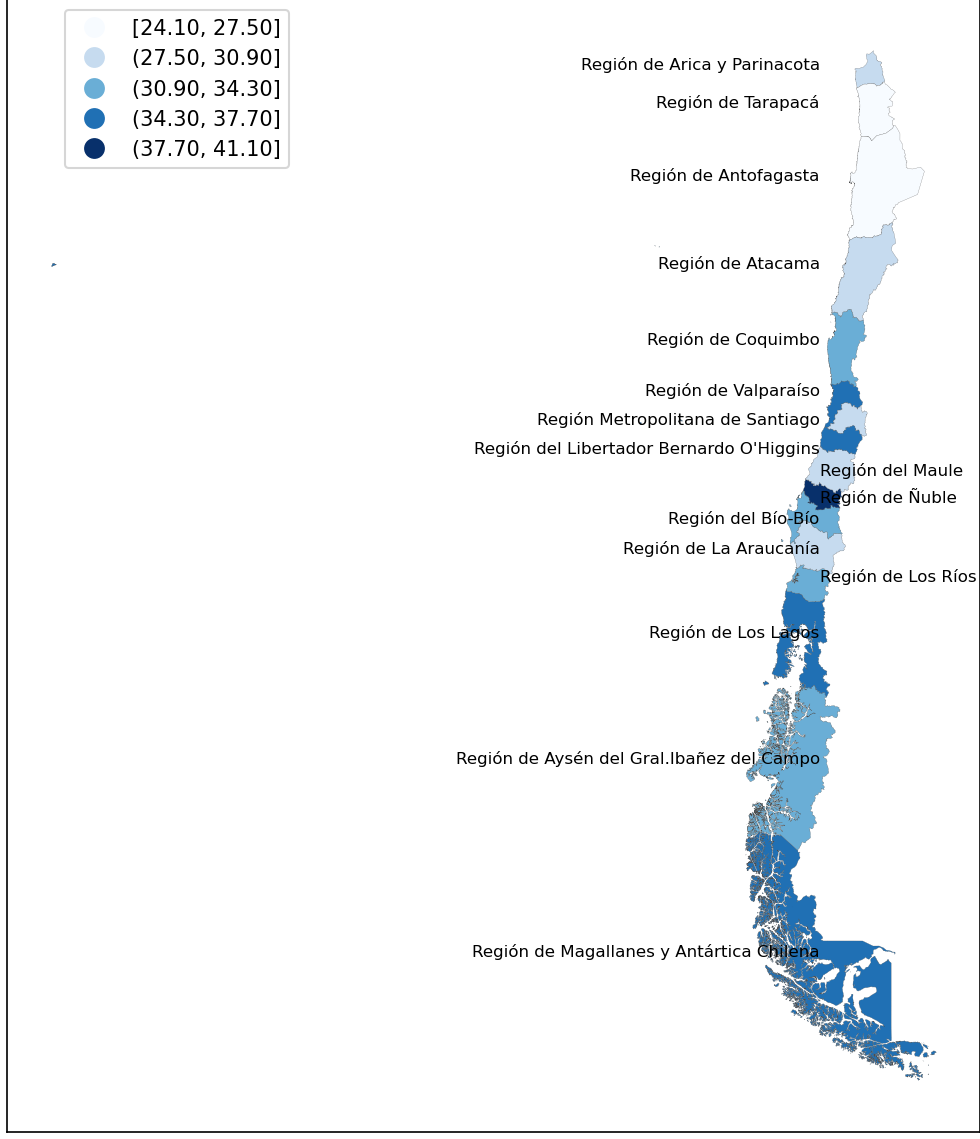 [24.10, 27.50]
(27.50, 30.90]
(30.90, 34.30]
(34.30, 37.70]
(37.70, 41.10]
Región de Arica y Parinacota
Región de Tarapacá
Región de Antofagasta
Región de Atacama
Región de Coquimbo
Región de Valparaíso
Región Metropolitana de Santiago
Región del Libertador Bernardo O'Higgins
Región del Maule
Región de Ñuble
Región del Bío-Bío
Región de La Araucanía
Región de Los Ríos
Región de Los Lagos
Región de Aysén del Gral.Ibañez del Campo
Región de Magallanes y Antártica Chilena